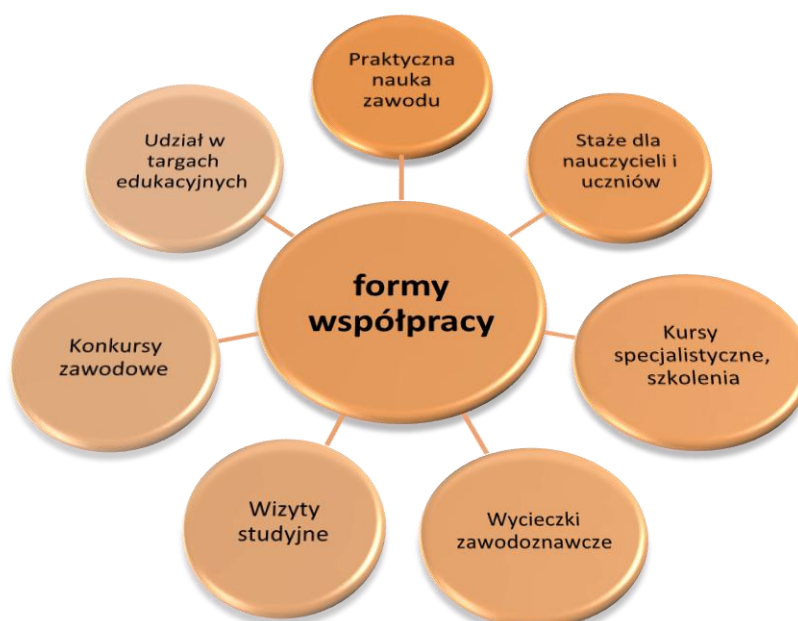 Praktyczna
nauka
zawodu
Staże dla
nauczycieli i
uczniów
Kursy
specjalistyczne,
szkolenia
Wycieczki
zawodoznawcze
Wizyty
studyjne
Konkursy
zawodowe
Udział w
targach
edukacyjnych
formy
współpracy